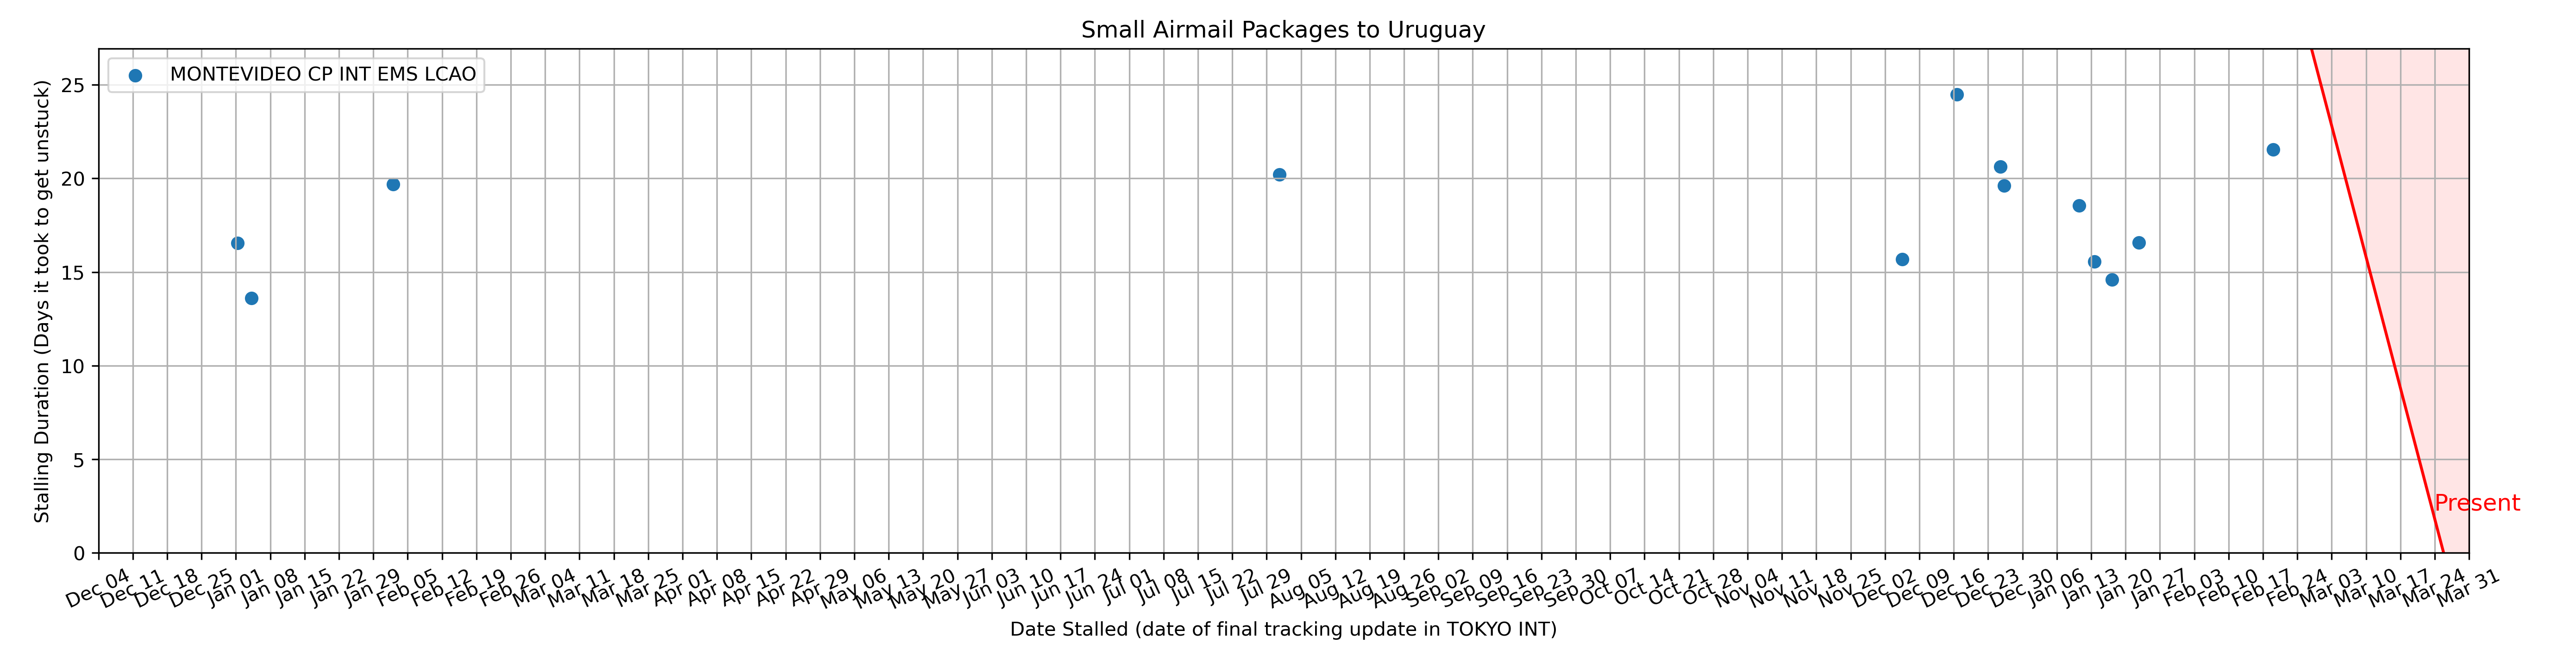 Small Airmail Packages to Uruguay
MONTEVIDEO CP INT EMS LCAO
Stalling Duration (Days it took to get unstuck)
25
20
15
10
5
0
Present
Dec 04
Dec 11
Dec 18
Dec 25
Jan 01
Jan 08
Jan 15
Jan 22
Jan 29
Feb 05
Feb 12
Feb 19
Feb 26
Mar 04
Mar 11
Mar 18
Mar 25
Apr 01
Apr 08
Apr 15
Apr 22
Apr 29
May 06
May 13
May 20
May 27
Jun 03
Jun 10
Jun 17
Jun 24
Jul 01
Jul 08
Jul 15
Jul 22
Jul 29
Aug 05
Aug 12
Aug 19
Aug 26
Sep 02
Sep 09
Sep 16
Sep 23
Sep 30
Oct 07
Oct 14
Oct 21
Oct 28
Nov 04
Nov 11
Nov 18
Nov 25
Dec 02
Dec 09
Dec 16
Dec 23
Dec 30
Jan 06
Jan 13
Jan 20
Jan 27
Feb 03
Feb 10
Feb 17
Feb 24
Mar 03
Mar 10
Mar 17
Mar 24
Mar 31
Date Stalled (date of final tracking update in TOKYO INT)